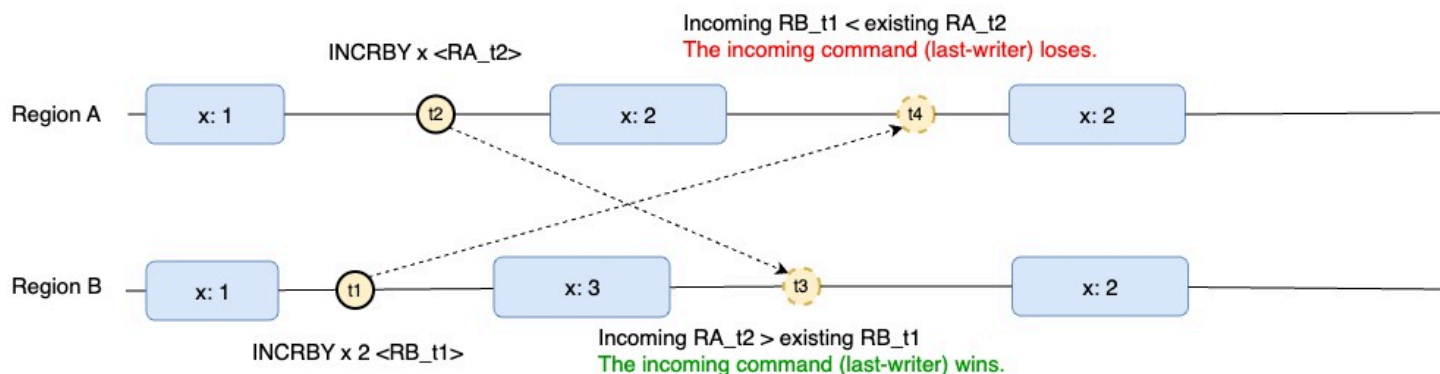 Incoming RB_t1 < existing RA_t2
The incoming command (last-writer) loses.
INCRBY x <RA_t2>
Region A
x: 1
t2
x: 2
t4
x: 2
Region B
x: 1
t1
x: 3
t3
x: 2
INCRBY x 2 <RB_t1>
Incoming RA_t2 > existing RB_t1
The incoming command (last-writer) wins.